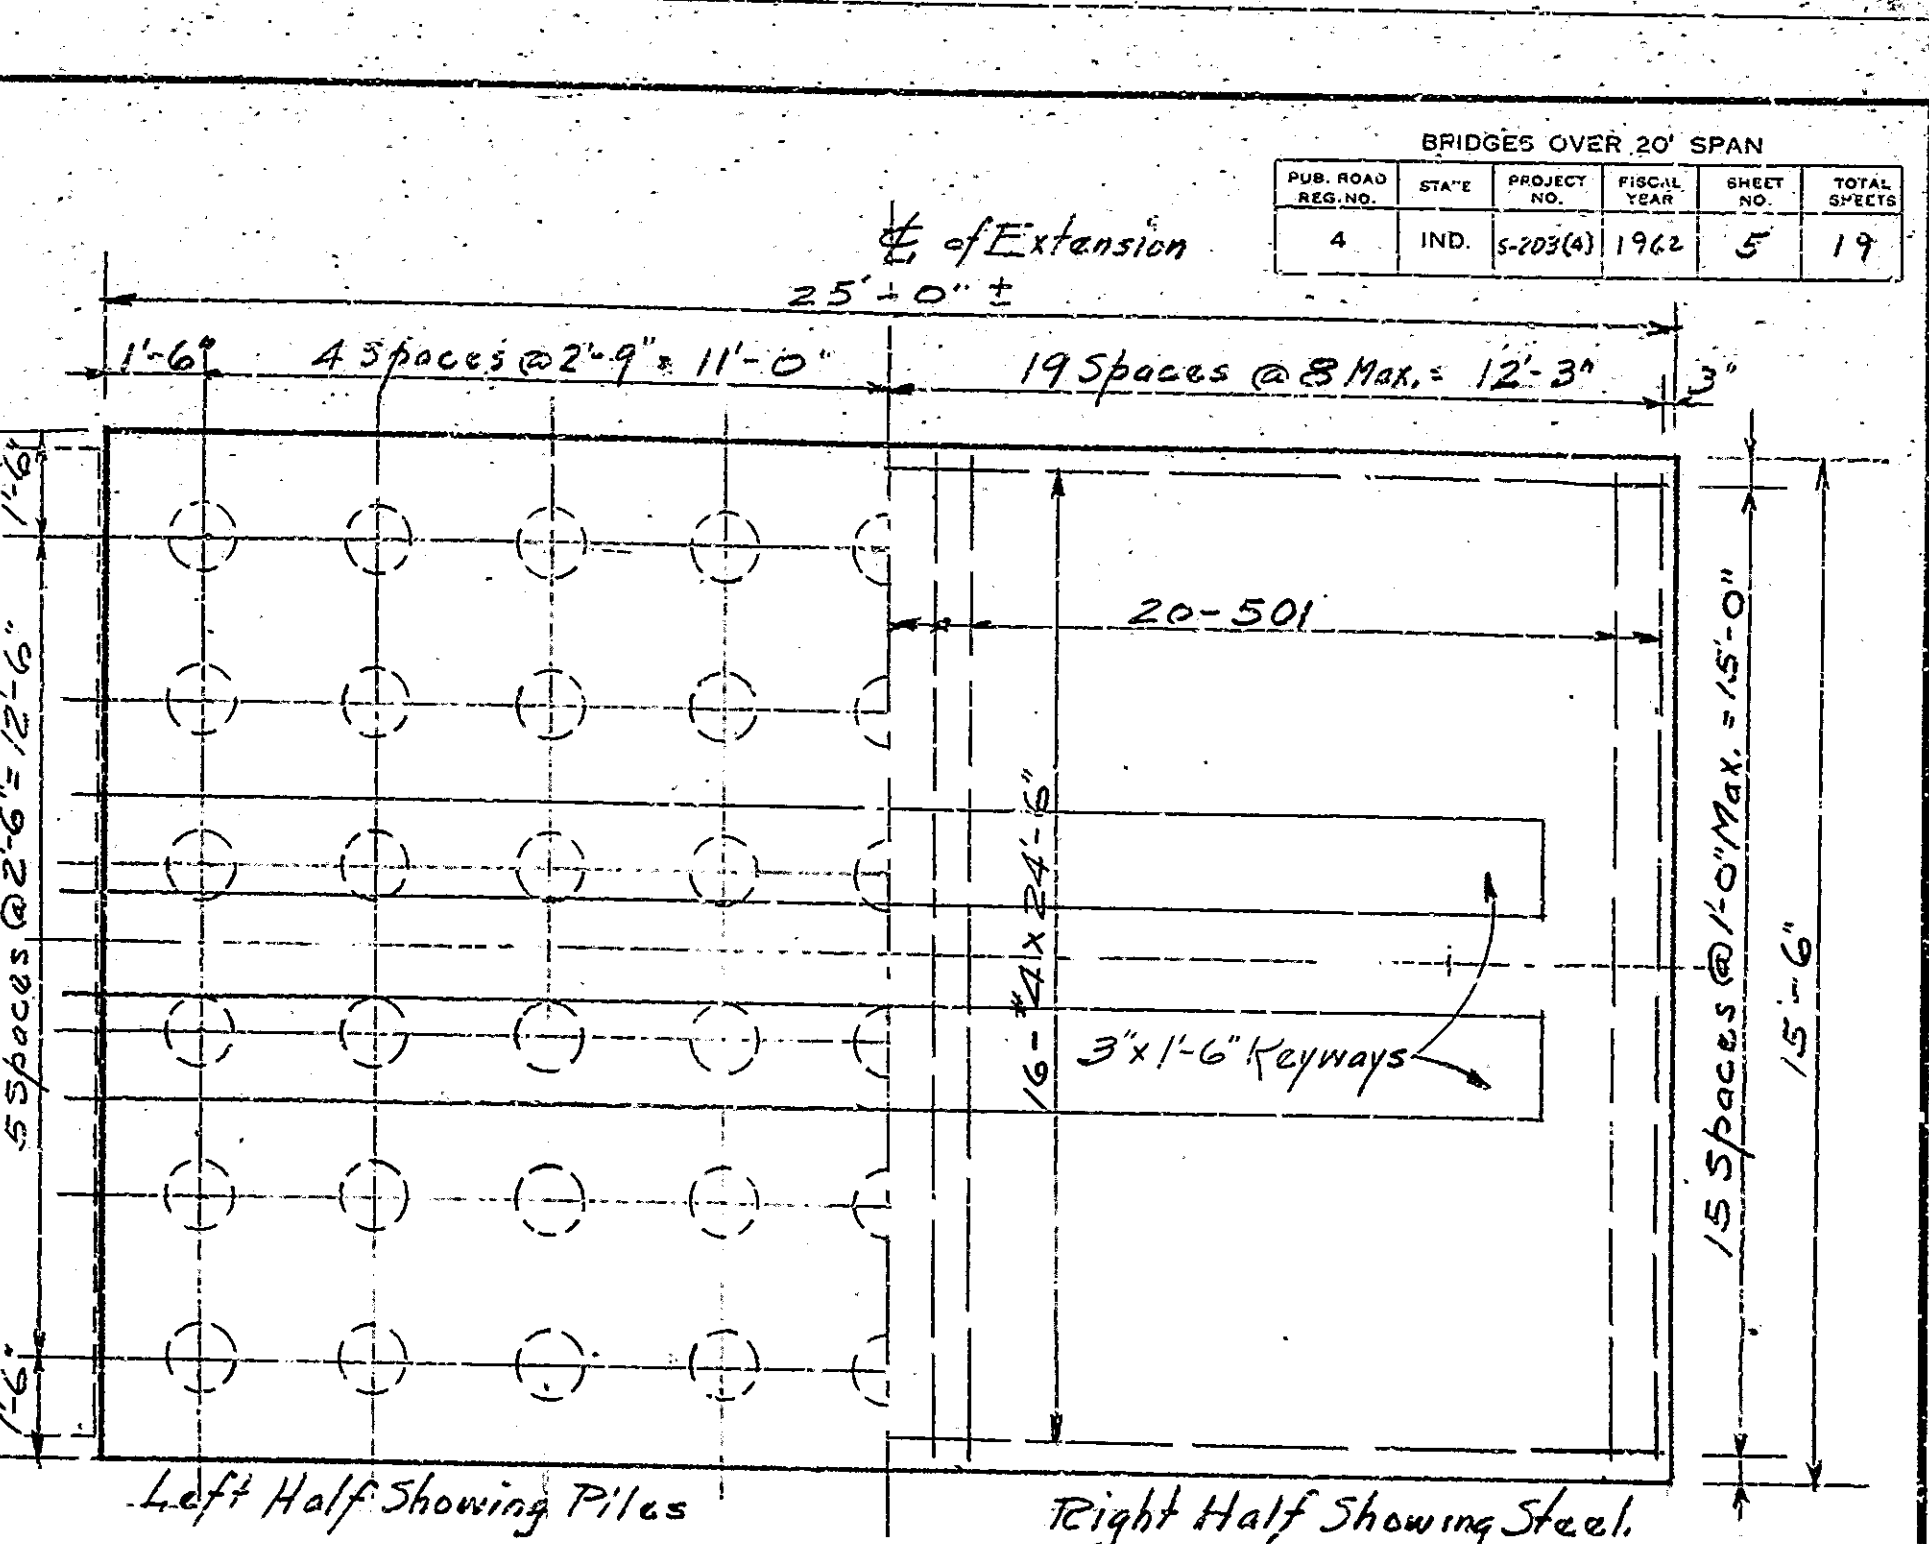 BRIDGES OVER 20' SPAN
PUB. ROAD REG. NO.
STATE
PROJECT NO.
FISCAL YEAR
SHEET NO.
TOTAL SHEETS
4
IND.
S-203(4)
1962
5
19
℄ of Extension
25'-0" ±
1'-6"
4 Spaces @ 2'-9" = 11'-0"
19 Spaces @ 8 Max. = 12'-3"
3"
1'-6"
5 Spaces @ 2'-6" = 12'-6"
1'-6"
20-501
16-#4 x 24'-6"
3" x 1'-6" Keyways
15 Spaces @ 1'-0" Max. = 15'-0"
15'-6"
Left Half Showing Piles
Right Half Showing Steel.